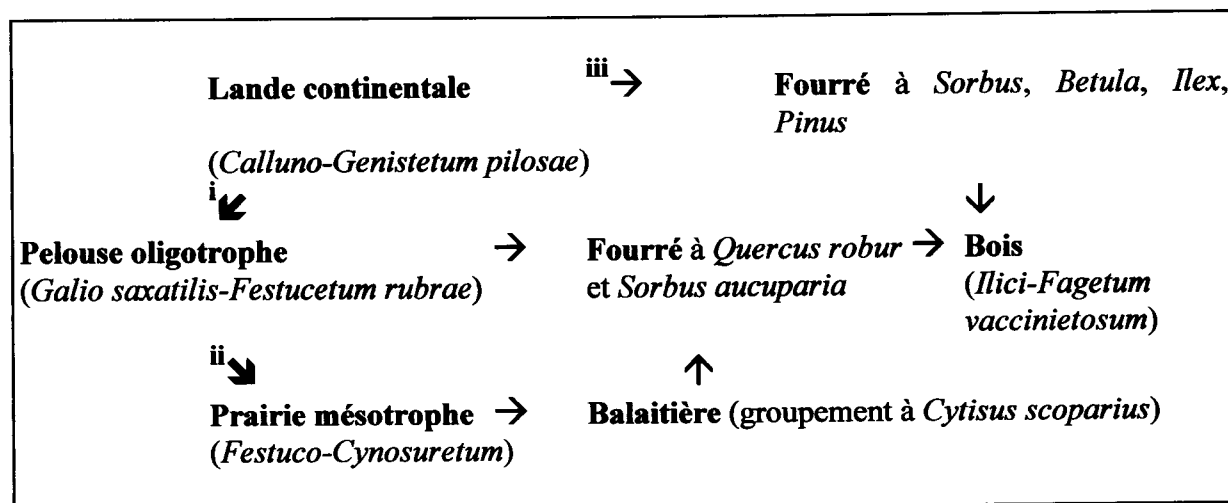 Lande continentale iii→ Fourré à Sorbus, Betula, Ilex,
Pinus
(Calluno-Genistetum pilosae)
i↙ ↓
Pelouse oligotrophe → Fourré à Quercus robur → Bois
(Galio saxatilis-Festucetum rubrae) et Sorbus aucuparia (Ilici-Fagetum
vaccinietosum)
ii↘ ↑
Prairie mésotrophe → Balaitière (groupement à Cytisus scoparius)
(Festuco-Cynosuretum)